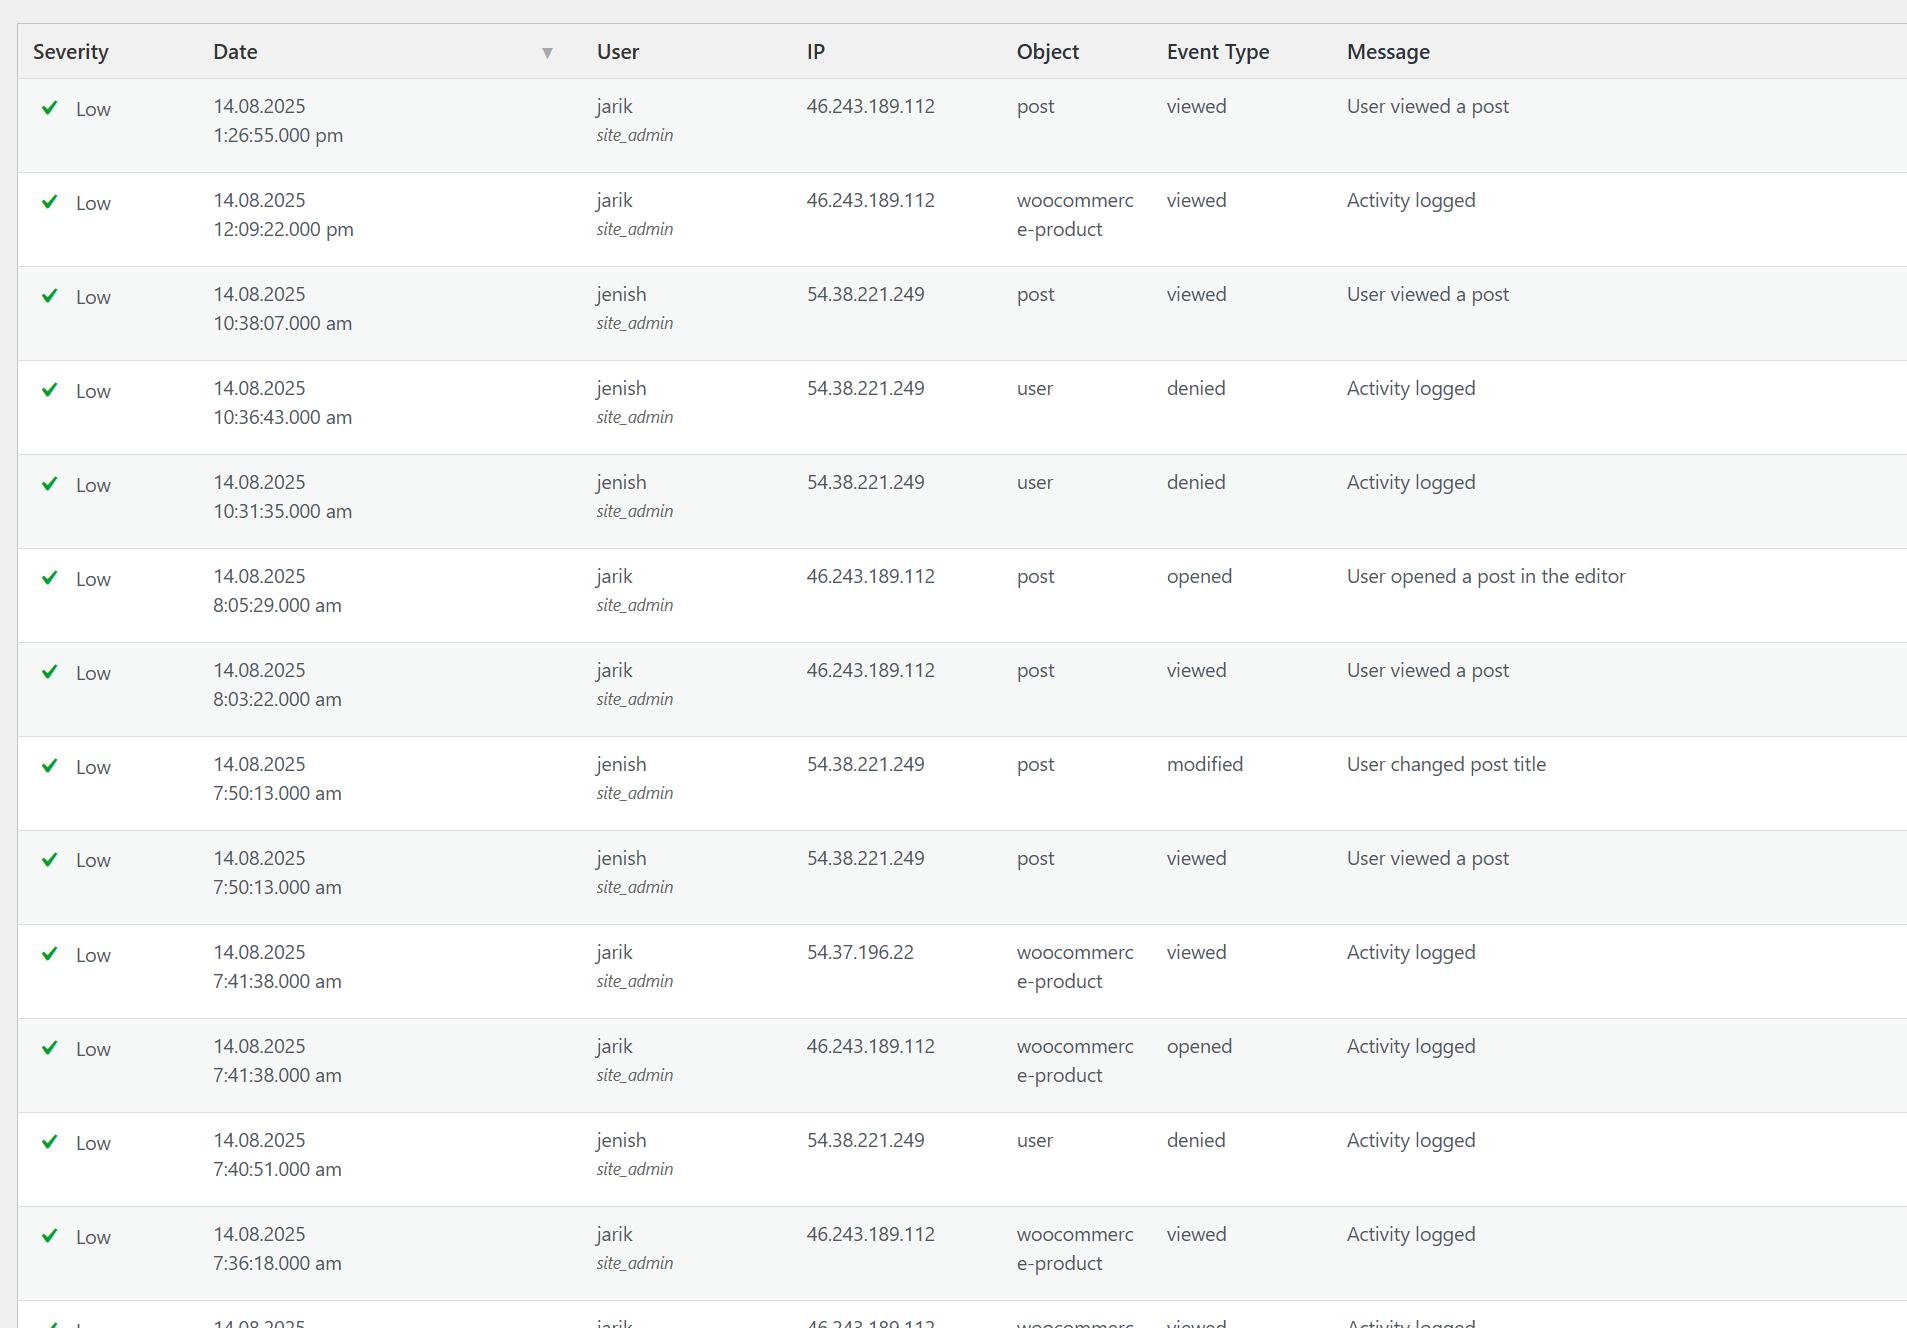 Severity Date ▼ User IP Object Event Type Message
Low 14.08.2025 jarik 46.243.189.112 post viewed User viewed a post
1:26:55.000 pm site_admin
Low 14.08.2025 jarik 46.243.189.112 woocommerc viewed Activity logged
12:09:22.000 pm site_admin e-product
Low 14.08.2025 jenish 54.38.221.249 post viewed User viewed a post
10:38:07.000 am site_admin
Low 14.08.2025 jenish 54.38.221.249 user denied Activity logged
10:36:43.000 am site_admin
Low 14.08.2025 jenish 54.38.221.249 user denied Activity logged
10:31:35.000 am site_admin
Low 14.08.2025 jarik 46.243.189.112 post opened User opened a post in the editor
8:05:29.000 am site_admin
Low 14.08.2025 jarik 46.243.189.112 post viewed User viewed a post
8:03:22.000 am site_admin
Low 14.08.2025 jenish 54.38.221.249 post modified User changed post title
7:50:13.000 am site_admin
Low 14.08.2025 jenish 54.38.221.249 post viewed User viewed a post
7:50:13.000 am site_admin
Low 14.08.2025 jarik 54.37.196.22 woocommerc viewed Activity logged
7:41:38.000 am site_admin e-product
Low 14.08.2025 jarik 46.243.189.112 woocommerc opened Activity logged
7:41:38.000 am site_admin e-product
Low 14.08.2025 jenish 54.38.221.249 user denied Activity logged
7:40:51.000 am site_admin
Low 14.08.2025 jarik 46.243.189.112 woocommerc viewed Activity logged
7:36:18.000 am site_admin e-product
14.08.2025 jarik 46.243.189.112 woocommerc viewed Activity logged